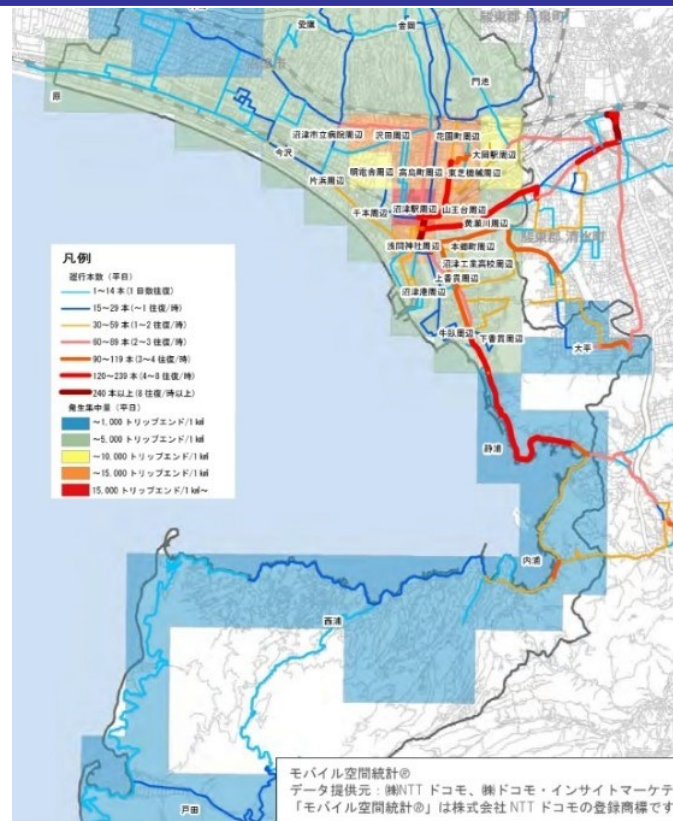 愛鷹
金岡
門池
原
沼津市立病院周辺
沢田周辺
花園町周辺
大岡駅周辺
今沢
明電舎周辺
高島町周辺
東芝機械周辺
片浜周辺
千本周辺
沼津駅周辺
山王台周辺
黄瀬川周辺
駿東郡 清水町
浅間神社周辺
本郷町周辺
沼津工業高校周辺
上香貫周辺
沼津港周辺
牛臥周辺
下香貫周辺
大平
静浦
内浦
西浦
戸田
凡例
運行本数（平日）
1～14本（1日数往復）
15～29本（～1往復/時）
30～59本（1～2往復/時）
60～89本（2～3往復/時）
90～119本（3～4往復/時）
120～239本（4～8往復/時）
240本以上（8往復/時以上）
発生集中量（平日）
～1,000トリップエンド/1㎢
～5,000トリップエンド/1㎢
～10,000トリップエンド/1㎢
～15,000トリップエンド/1㎢
15,000トリップエンド/1㎢～
モバイル空間統計®
データ提供元：㈱NTTドコモ、㈱ドコモ・インサイトマーケテ
「モバイル空間統計®」は株式会社NTTドコモの登録商標です